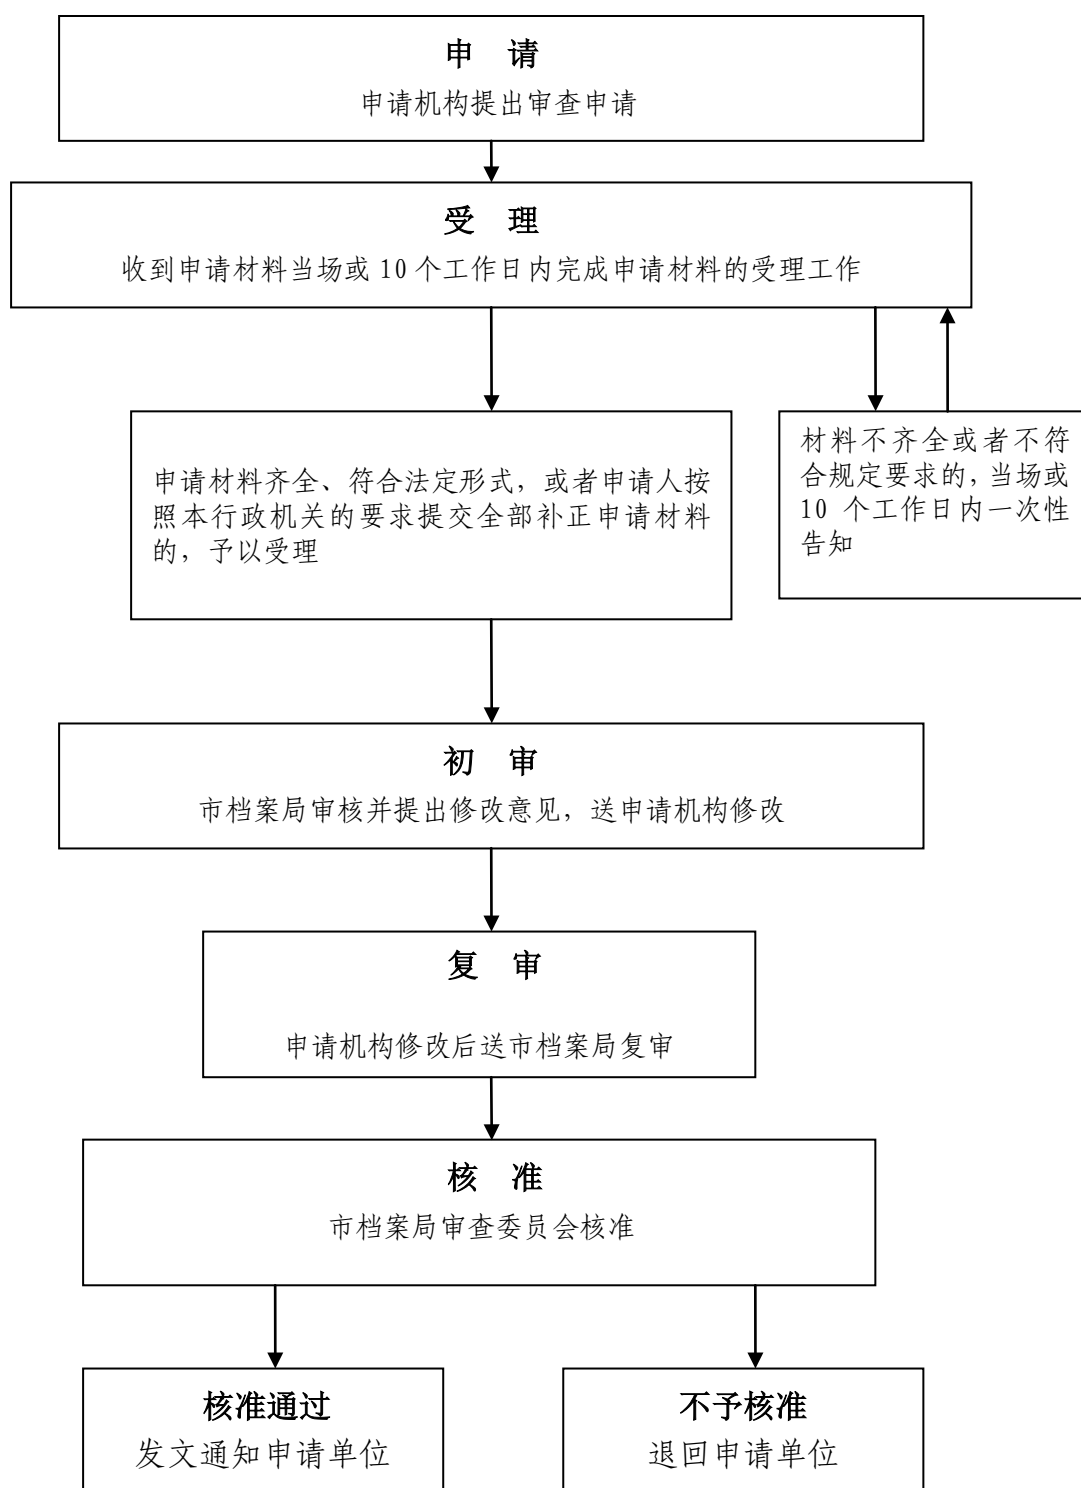 申 请
申请机构提出审查申请
受 理
收到申请材料当场或 10 个工作日内完成申请材料的受理工作
申请材料齐全、符合法定形式，或者申请人按
照本行政机关的要求提交全部补正申请材料
的，予以受理
材料不齐全或者不符
合规定要求的，当场或
10 个工作日内一次性
告知
初 审
市档案局审核并提出修改意见，送申请机构修改
复 审
申请机构修改后送市档案局复审
核 准
市档案局审查委员会核准
核准通过
发文通知申请单位
不予核准
退回申请单位